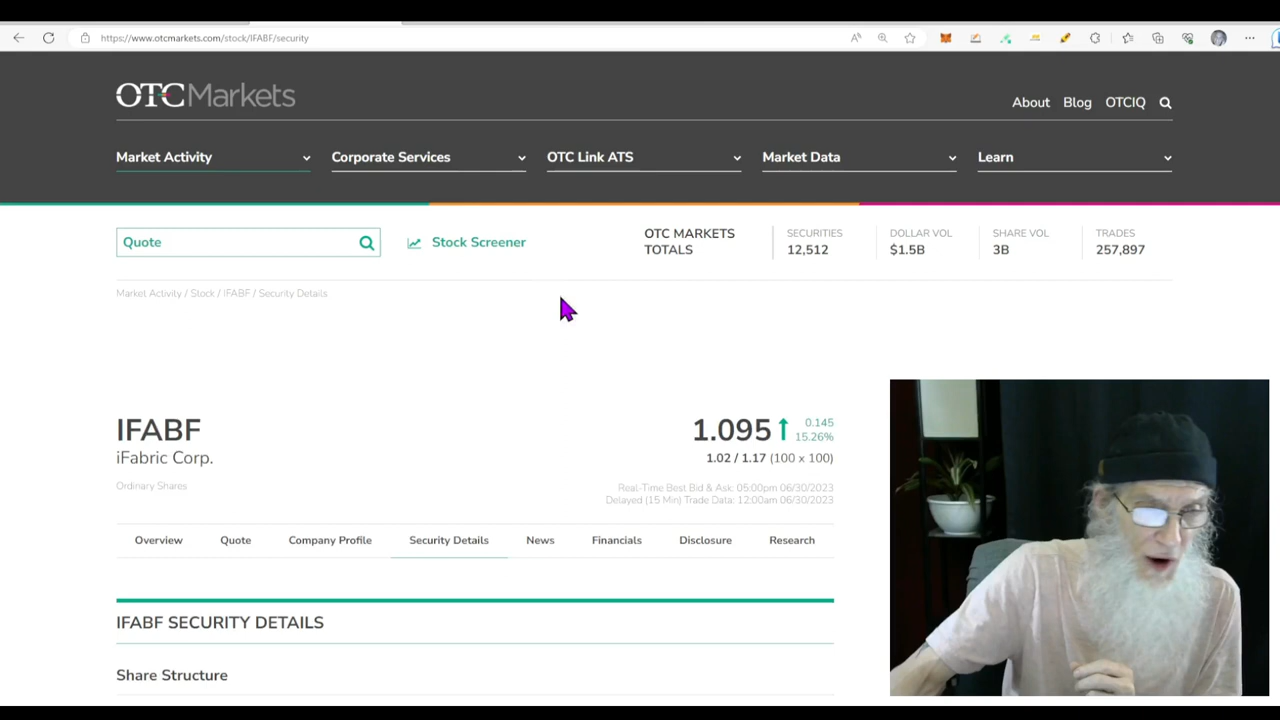 https://www.otcmarkets.com/stock/IFABF/security
OTCMarkets
About Blog OTCIQ
Market Activity Corporate Services OTC Link ATS Market Data Learn
Quote
Stock Screener
OTC MARKETS TOTALS
SECURITIES
12,512
DOLLAR VOL
$1.5B
SHARE VOL
3B
TRADES
257,897
Market Activity / Stock / IFABF / Security Details
IFABF
iFabric Corp.
Ordinary Shares
1.095
0.145
15.26%
1.02 / 1.17 (100 x 100)
Real-Time Best Bid & Ask: 05:00pm 06/30/2023
Delayed (15 Min) Trade Data: 12:00am 06/30/2023
Overview Quote Company Profile Security Details News Financials Disclosure Research
IFABF SECURITY DETAILS
Share Structure